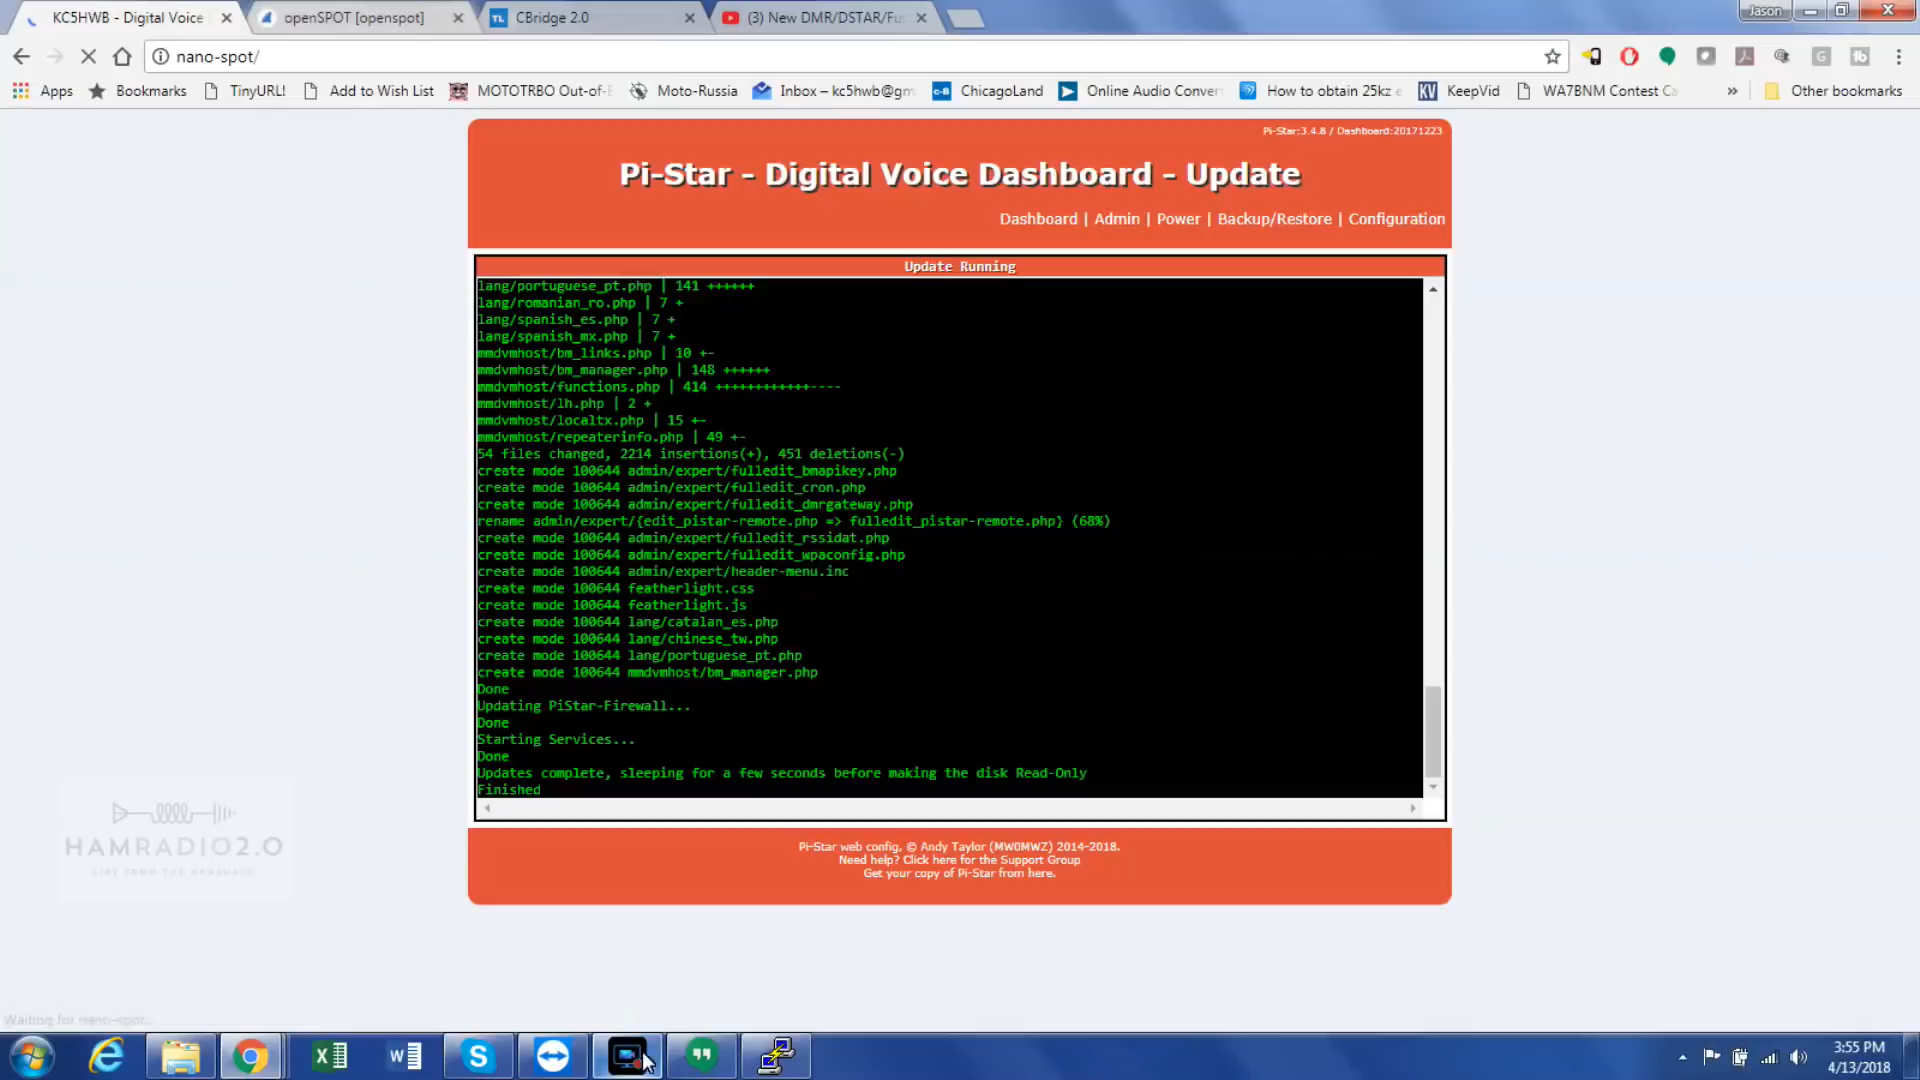 KC5HWB - Digital Voice
openSPOT [openspot]
CBridge 2.0
(3) New DMR/DSTAR/Fu
Jason
nano-spot/
Apps
Bookmarks
TinyURL!
Add to Wish List
MOTOTRBO Out-of-
Moto-Russia
Inbox – kc5hwb@gm
ChicagoLand
Online Audio Conver
How to obtain 25kz e
KeepVid
WA7BNM Contest Ca
»
Other bookmarks
Pi-Star:3.4.8 / Dashboard:20171223
Pi-Star - Digital Voice Dashboard - Update
Dashboard | Admin | Power | Backup/Restore | Configuration
Update Running
lang/portuguese_pt.php | 141 ++++++
lang/romanian_ro.php | 7 +
lang/spanish_es.php | 7 +
lang/spanish_mx.php | 7 +
mmdvmhost/bm_links.php | 10 +-
mmdvmhost/bm_manager.php | 148 ++++++
mmdvmhost/functions.php | 414 ++++++++++++----
mmdvmhost/lh.php | 2 +
mmdvmhost/localtx.php | 15 +-
mmdvmhost/repeaterinfo.php | 49 +-
54 files changed, 2214 insertions(+), 451 deletions(-)
create mode 100644 admin/expert/fulledit_bmapikey.php
create mode 100644 admin/expert/fulledit_cron.php
create mode 100644 admin/expert/fulledit_dmrgateway.php
rename admin/expert/{edit_pistar-remote.php => fulledit_pistar-remote.php} (68%)
create mode 100644 admin/expert/fulledit_rssidat.php
create mode 100644 admin/expert/fulledit_wpaconfig.php
create mode 100644 admin/expert/header-menu.inc
create mode 100644 featherlight.css
create mode 100644 featherlight.js
create mode 100644 lang/catalan_es.php
create mode 100644 lang/chinese_tw.php
create mode 100644 lang/portuguese_pt.php
create mode 100644 mmdvmhost/bm_manager.php
Done
Updating PiStar-Firewall...
Done
Starting Services...
Done
Updates complete, sleeping for a few seconds before making the disk Read-Only
Finished
Pi-Star web config, © Andy Taylor (MW0MWZ) 2014-2018.
Need help? Click here for the Support Group
Get your copy of Pi-Star from here.
HAMRADIO2.0
LIVE FROM THE HAMSHACK
Waiting for nano-spot...
3:55 PM
4/13/2018